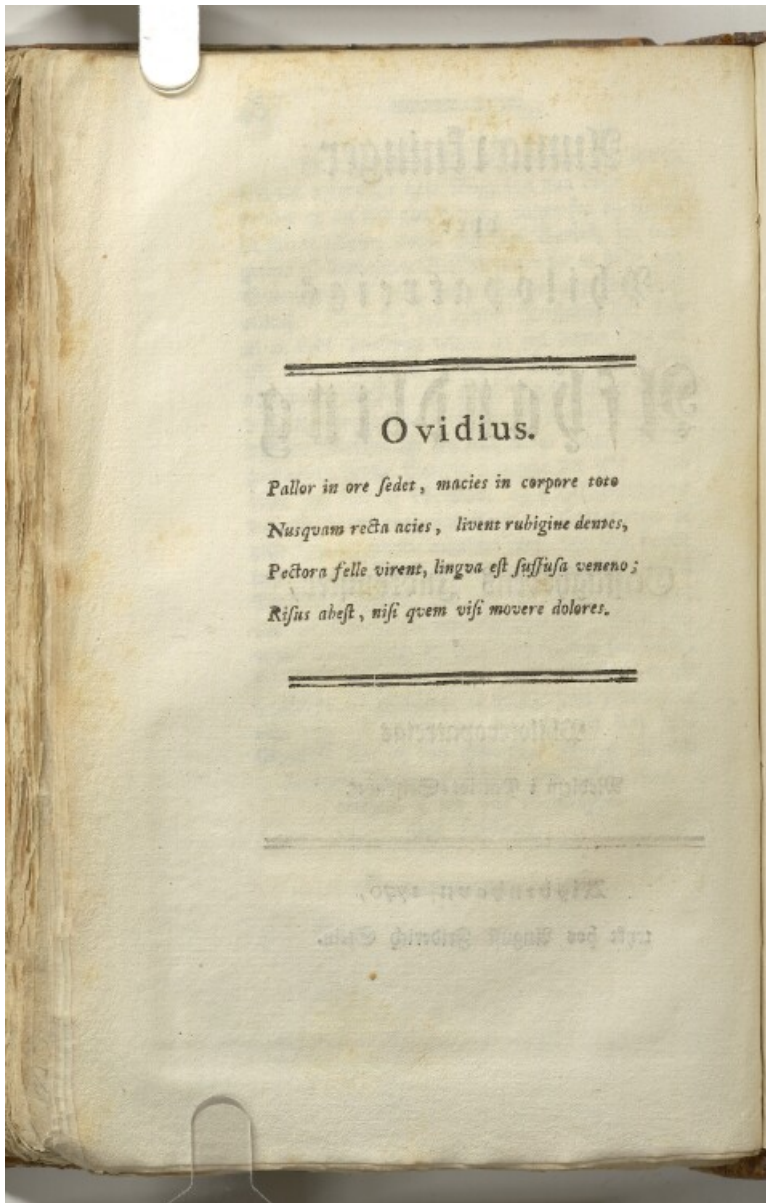 Ovidius.
Pallor in ore ſedet, macies in corpore toto
Nusqvam recta acies, livent rubigine dentes,
Pectora felle virent, lingva eſt ſuffuſa veneno;
Riſus abeſt, niſi qvem viſi movere dolores.